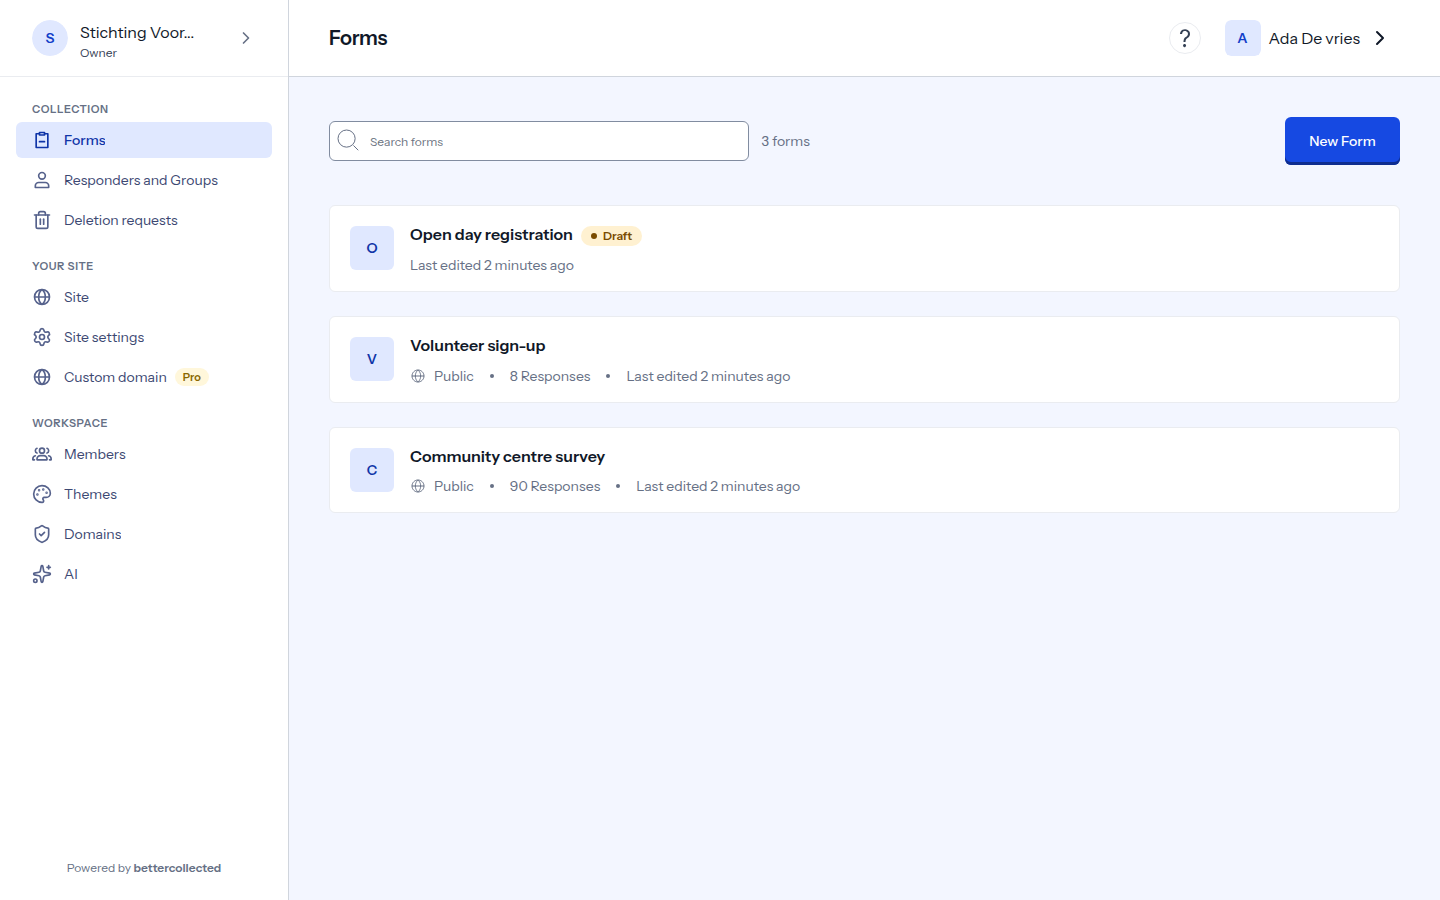 S
Stichting Voor...
Owner
COLLECTION
Forms
Responders and Groups
Deletion requests
YOUR SITE
Site
Site settings
Custom domain Pro
WORKSPACE
Members
Themes
Domains
AI
Powered by bettercollected
Forms
?
A Ada De vries
Search forms
3 forms
New Form
O
Open day registration Draft
Last edited 2 minutes ago
V
Volunteer sign-up
Public • 8 Responses • Last edited 2 minutes ago
C
Community centre survey
Public • 90 Responses • Last edited 2 minutes ago